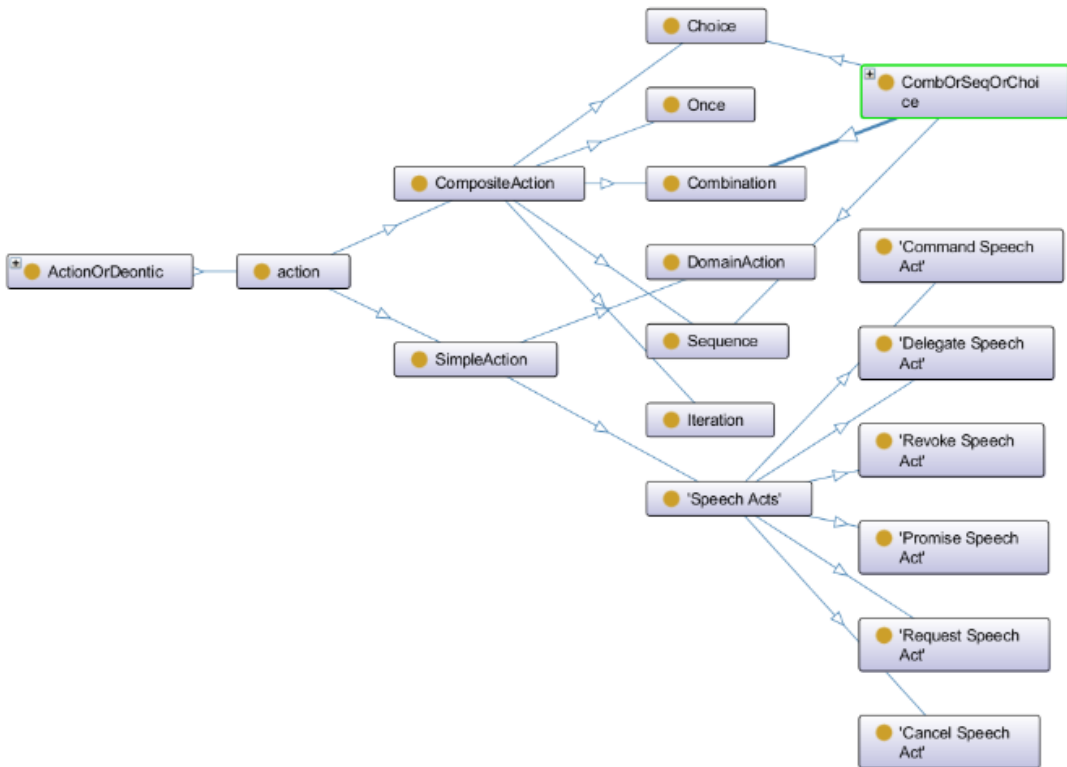 Choice
CombOrSeqOrChoi
ce
Once
CompositeAction
Combination
'Command Speech
Act'
ActionOrDeontic
action
DomainAction
Sequence
'Delegate Speech
Act'
SimpleAction
Iteration
'Revoke Speech
Act'
'Speech Acts'
'Promise Speech
Act'
'Request Speech
Act'
'Cancel Speech
Act'